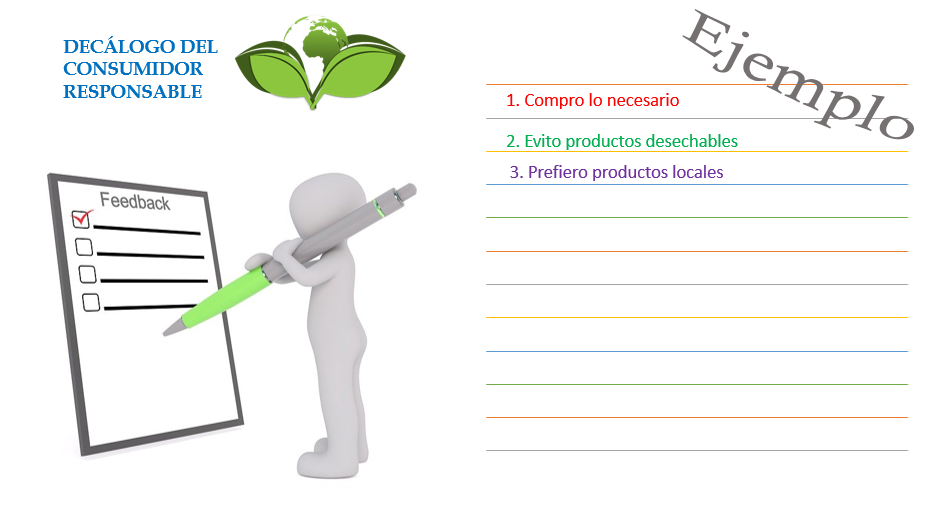 DECÁLOGO DEL
CONSUMIDOR
RESPONSABLE
Feedback
Ejemplo
1. Compro lo necesario
2. Evito productos desechables
3. Prefiero productos locales